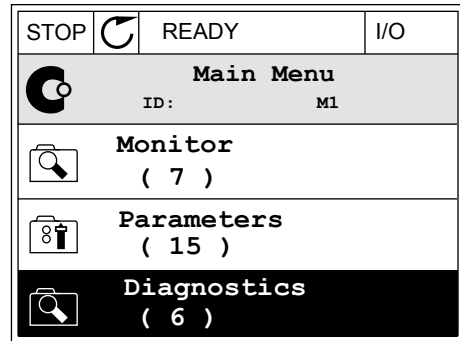 STOP READY I/O
Main Menu
ID: M1
Monitor
( 7 )
Parameters
( 15 )
Diagnostics
( 6 )